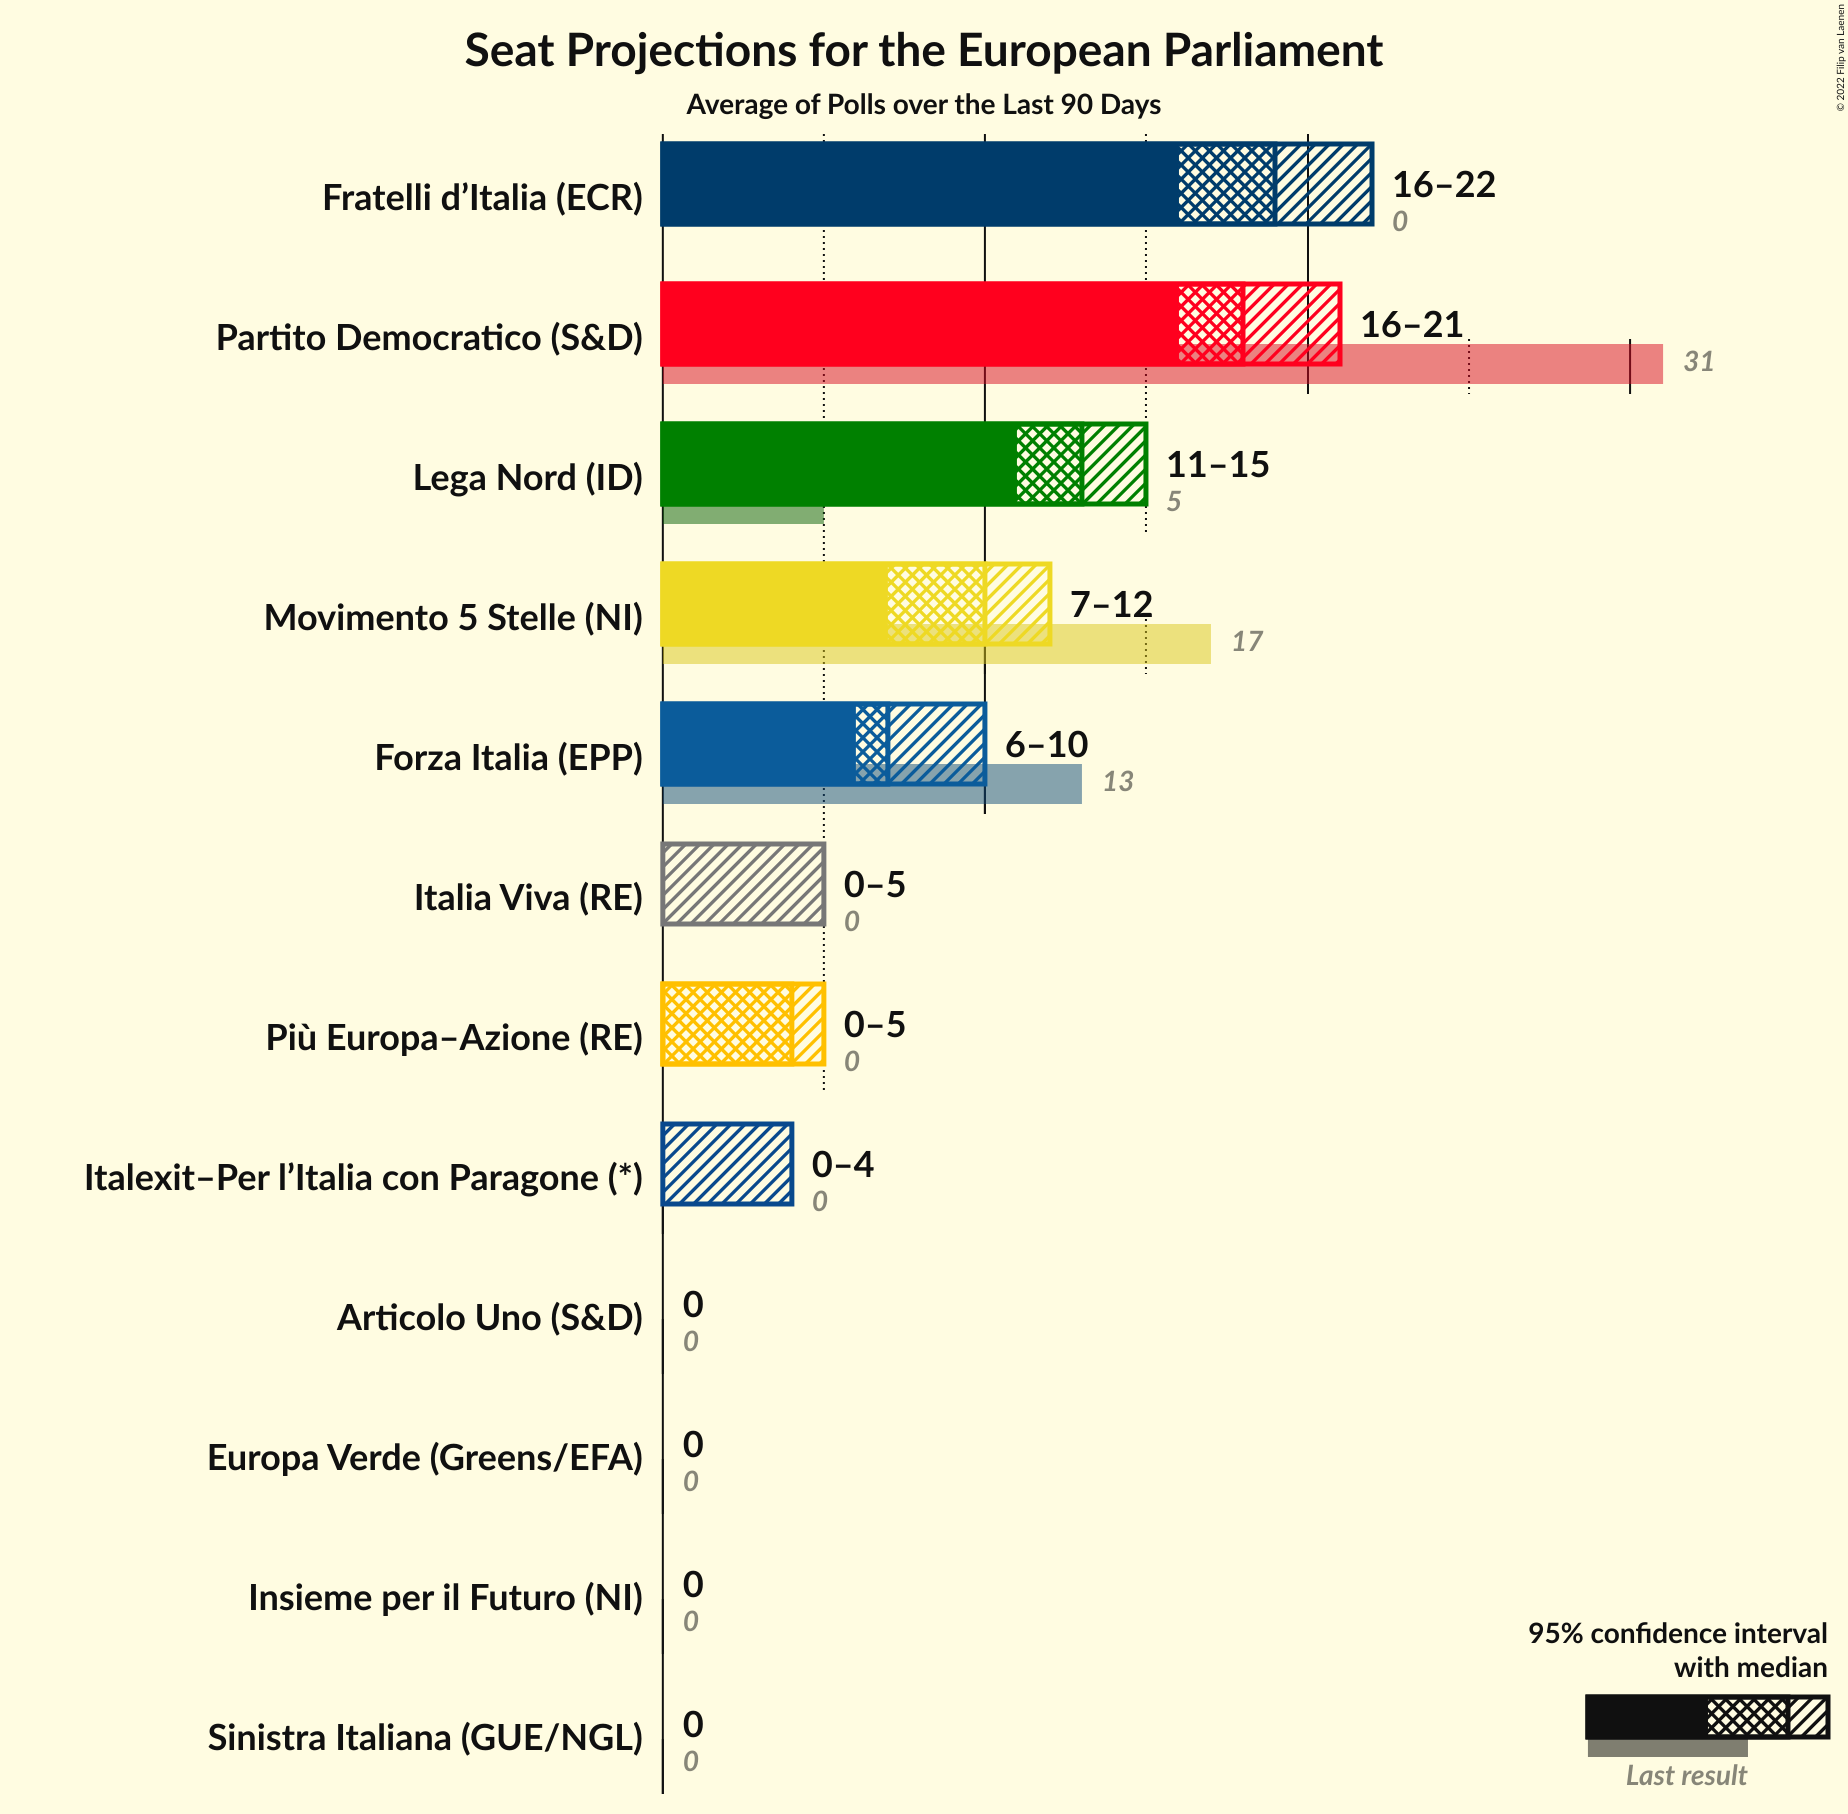 © 2022 Filip van Laenen
Seat Projections for the European Parliament
Average of Polls over the Last 90 Days
Fratelli d’Italia (ECR)
16–22
0
Partito Democratico (S&D)
16–21
31
Lega Nord (ID)
11–15
5
Movimento 5 Stelle (NI)
7–12
17
Forza Italia (EPP)
6–10
13
Italia Viva (RE)
0–5
0
Più Europa–Azione (RE)
0–5
0
Italexit–Per l’Italia con Paragone (*)
0–4
0
Articolo Uno (S&D)
0
0
Europa Verde (Greens/EFA)
0
0
Insieme per il Futuro (NI)
0
0
Sinistra Italiana (GUE/NGL)
0
0
95% confidence interval
with median
Last result